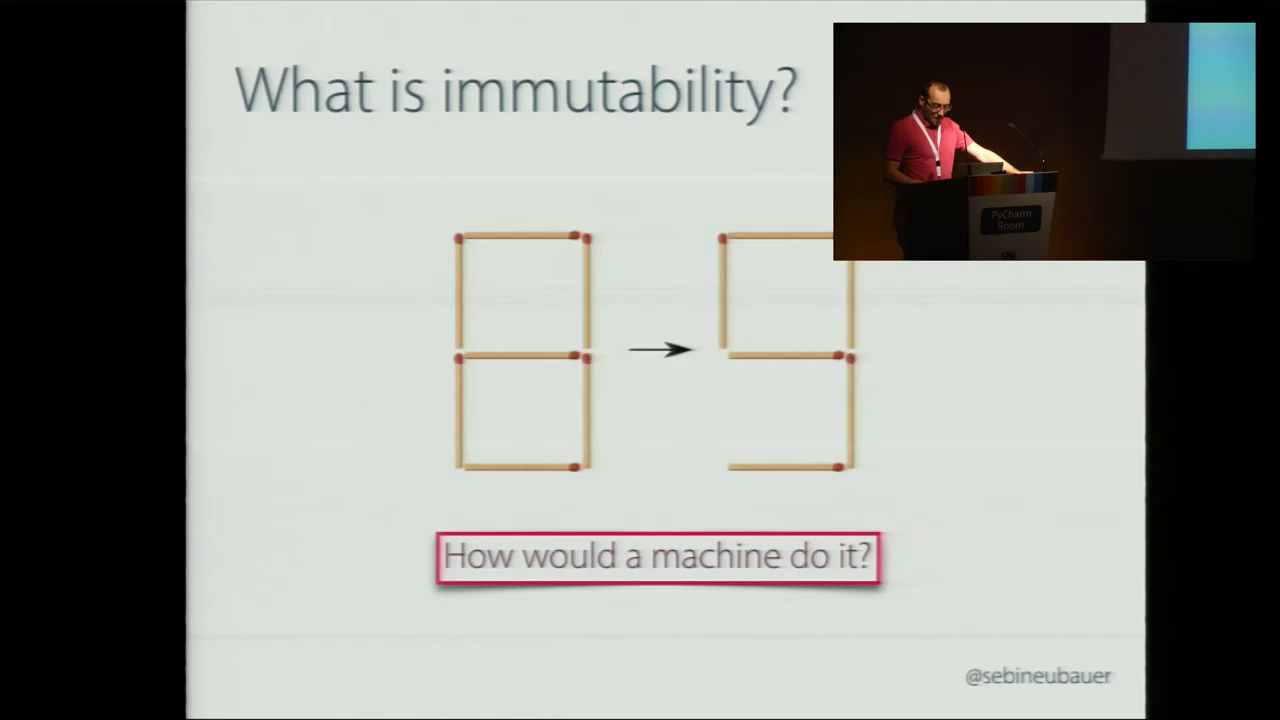 What is immutability?
PyCharm
Room
How would a machine do it?
@sebineubauer